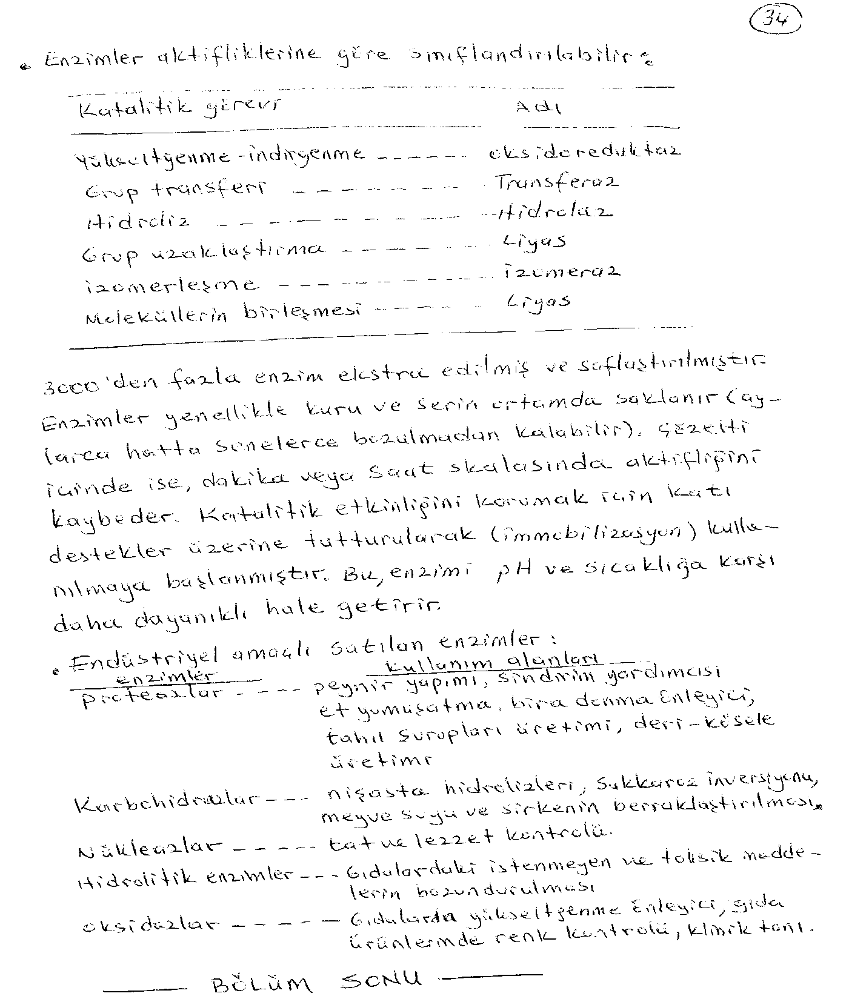 34
• Enzimler aktifliklerine göre sınıflandırılabilir :
Katalitik görevi Adı
Yükseltgenme-indirgenme ------ oksidoreduktaz
Grup transferi -------- Transferaz
Hidroliz --------- Hidrolaz
Grup uzaklaştırma ------ Liyas
izomerleşme --------- izomeraz
Moleküllerin birleşmesi ----- Liyas
3000'den fazla enzim ekstra edilmiş ve saflaştırılmıştır.
Enzimler genellikle kuru ve serin ortamda saklanır (ay-
larca hatta senelerce bozulmadan kalabilir). Çözelti
içinde ise, dakika veya saat skalasında aktifliğini
kaybeder. Katalitik etkinliğini korumak için katı
destekler üzerine tutturularak (immobilizasyon) kulla-
nılmaya başlanmıştır. Bu, enzimi pH ve sıcaklığa karşı
daha dayanıklı hale getirir.
• Endüstriyel amaçlı satılan enzimler :
enzimler kullanım alanları
proteazlar ---- peynir yapımı, sindirim yardımcısı
et yumuşatma, bira donma önleyici,
tahıl şurupları üretimi, deri-kösele
üretimi
Karbohidrazlar --- nişasta hidrolizleri, Sakkaroz inversiyonu,
meyve suyu ve sirkenin berraklaştırılması.
Nükleazlar ----- tat ve lezzet kontrolü.
Hidrolitik enzimler --- Gıdalardaki istenmeyen ve toksik madde-
lerin bozundurulması
oksidazlar ----- Gıdalarda yükseltgenme önleyici, gıda
ürünlerinde renk kontrolü, klinik tanı.
BÖLÜM SONU